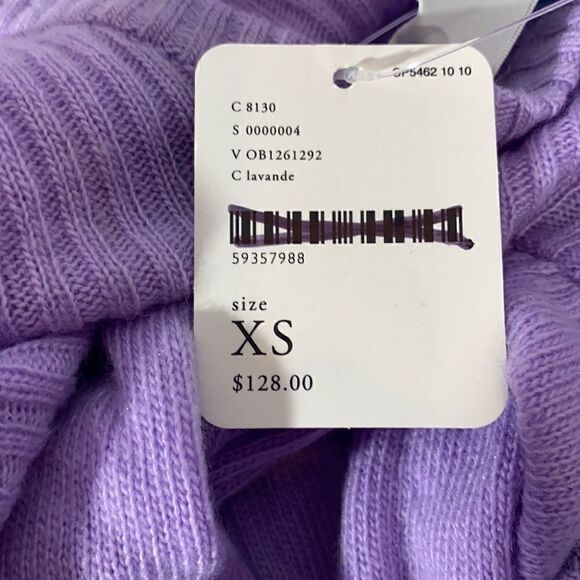 SP5462 10 10
C 8130
S 0000004
V OB1261292
C lavande
59357988
size
XS
$128.00